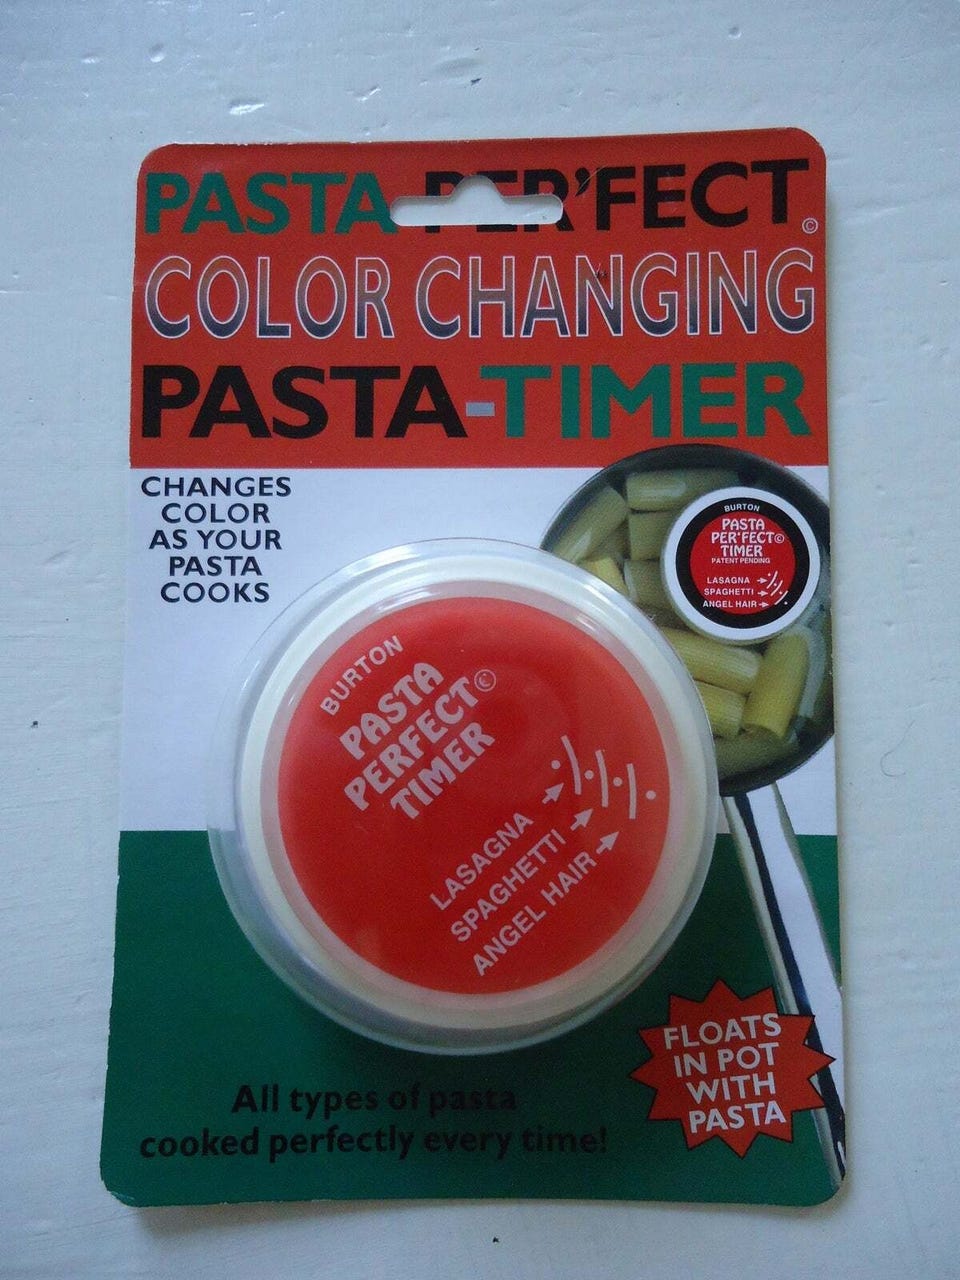 PASTA PER'FECT ©
COLOR CHANGING
PASTA-TIMER
CHANGES
COLOR
AS YOUR
PASTA
COOKS
BURTON
PASTA
PER'FECT©
TIMER
PATENT PENDING
LASAGNA
SPAGHETTI
ANGEL HAIR
BURTON
PASTA
PERFECT©
TIMER
LASAGNA
SPAGHETTI
ANGEL HAIR
FLOATS
IN POT
WITH
PASTA
All types of pasta
cooked perfectly every time!